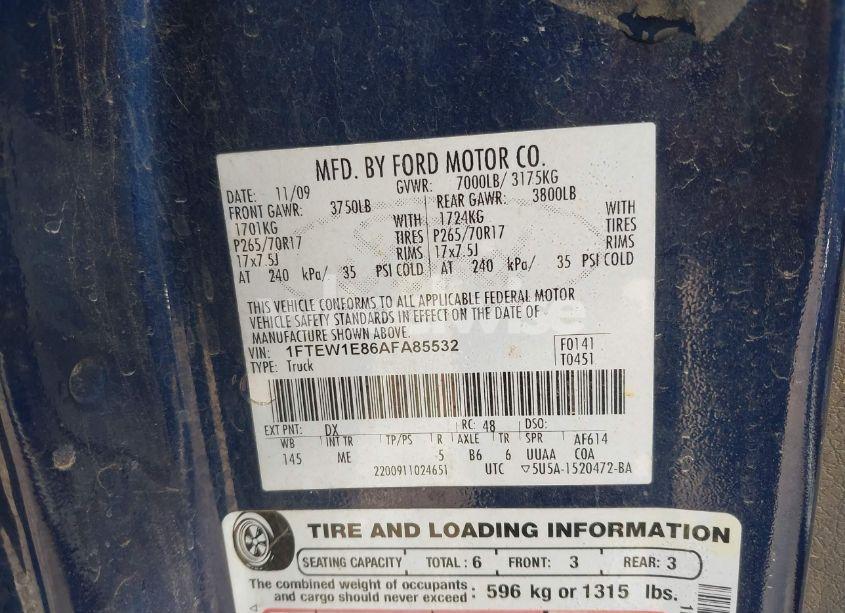 MFD. BY FORD MOTOR CO.
DATE: 11/09 GVWR: 7000LB/ 3175KG
FRONT GAWR: 3750LB REAR GAWR: 3800LB
1701KG WITH 1724KG WITH
P265/70R17 TIRES P265/70R17 TIRES
17x7.5J RIMS 17x7.5J RIMS
AT 240 kPa/ 35 PSI COLD AT 240 kPa/ 35 PSI COLD
THIS VEHICLE CONFORMS TO ALL APPLICABLE FEDERAL MOTOR
VEHICLE SAFETY STANDARDS IN EFFECT ON THE DATE OF
MANUFACTURE SHOWN ABOVE.
VIN: 1FTEW1E86AFA85532 F0141
TYPE: Truck T0451
EXT PNT: DX RC: 48 DSO:
WB INT TR TP/PS R AXLE TR SPR AF614
145 ME 5 B6 6 UUAA COA
2200911024651 UTC ▽5U5A-1520472-BA
TIRE AND LOADING INFORMATION
SEATING CAPACITY TOTAL: 6 FRONT: 3 REAR: 3
The combined weight of occupants
and cargo should never exceed : 596 kg or 1315 lbs.